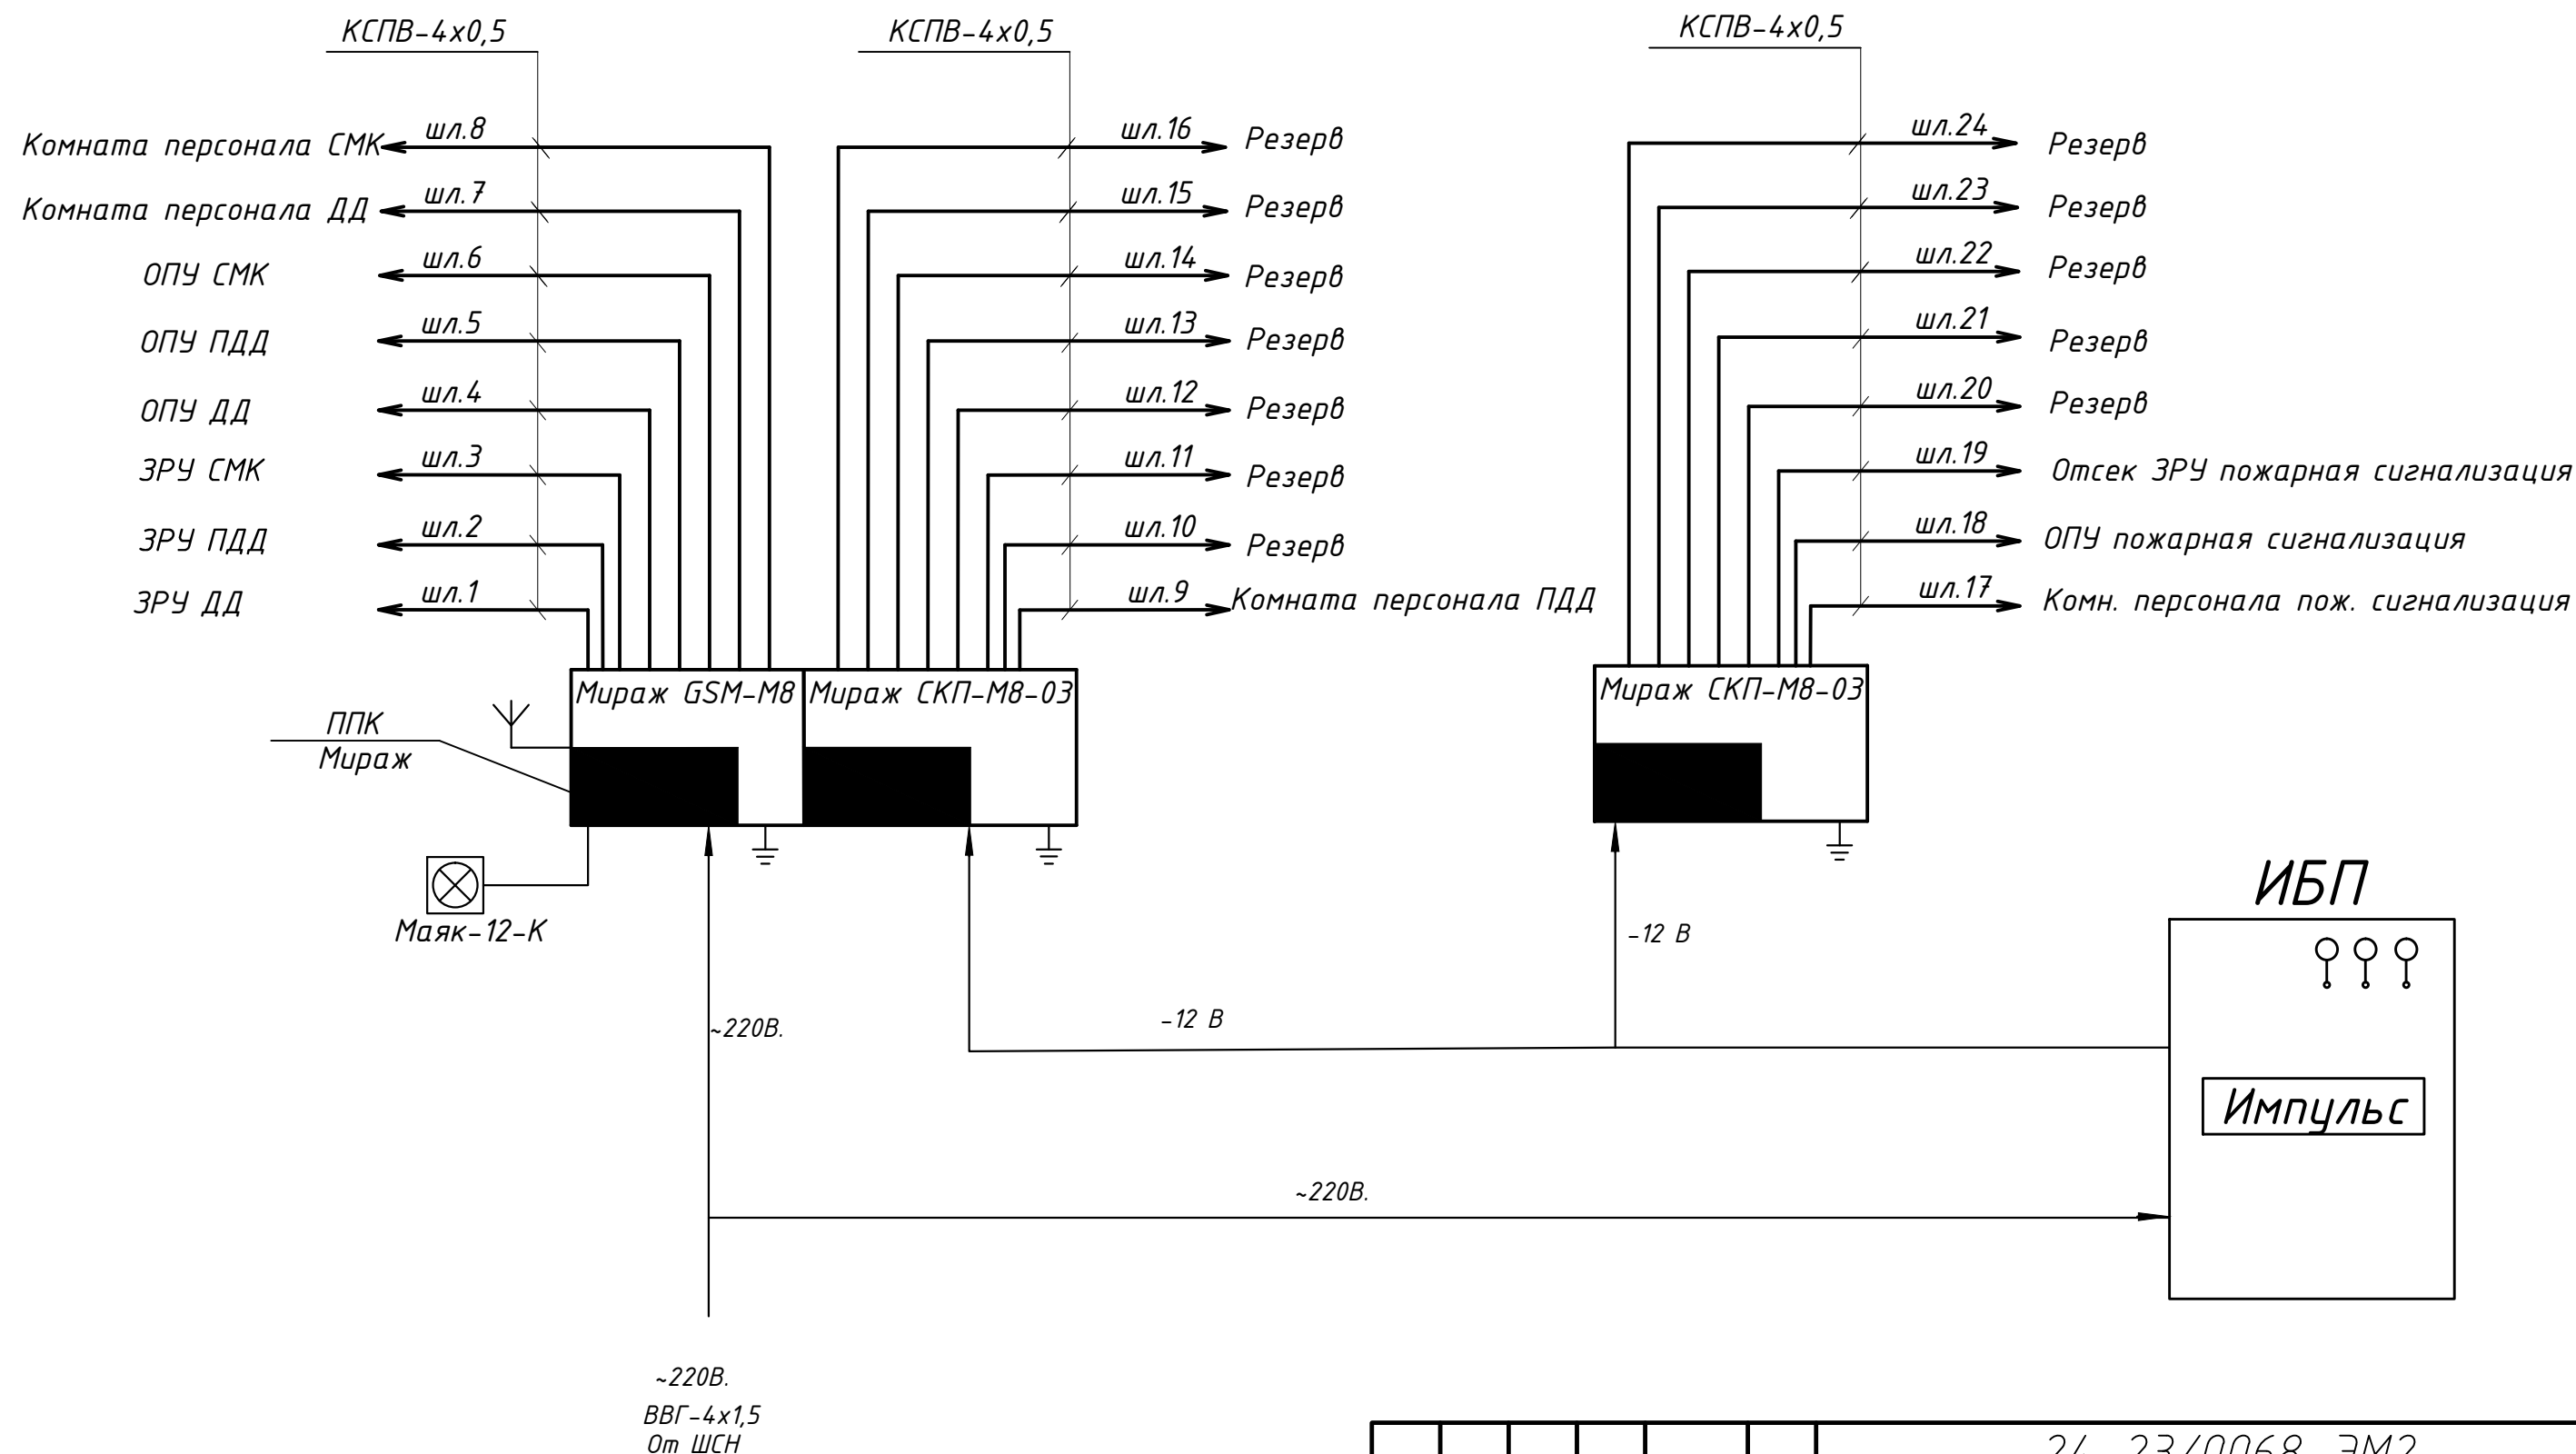 КСПВ-4х0,5
КСПВ-4х0,5
КСПВ-4х0,5
Комната персонала СМК
шл.8
шл.16
Резерв
шл.24
Резерв
Комната персонала ДД
шл.7
шл.15
Резерв
шл.23
Резерв
ОПУ СМК
шл.6
шл.14
Резерв
шл.22
Резерв
ОПУ ПДД
шл.5
шл.13
Резерв
шл.21
Резерв
ОПУ ДД
шл.4
шл.12
Резерв
шл.20
Резерв
ЗРУ СМК
шл.3
шл.11
Резерв
шл.19
Отсек ЗРУ пожарная сигнализация
ЗРУ ПДД
шл.2
шл.10
Резерв
шл.18
ОПУ пожарная сигнализация
ЗРУ ДД
шл.1
шл.9
Комната персонала ПДД
шл.17
Комн. персонала пож. сигнализация
Мираж GSM-М8
Мираж СКП-М8-03
Мираж СКП-М8-03
ППК
Мираж
Маяк-12-К
ИБП
-12 В
-12 В
~220В.
Импульс
~220В.
~220В.
ВВГ-4х1,5
От ШСН